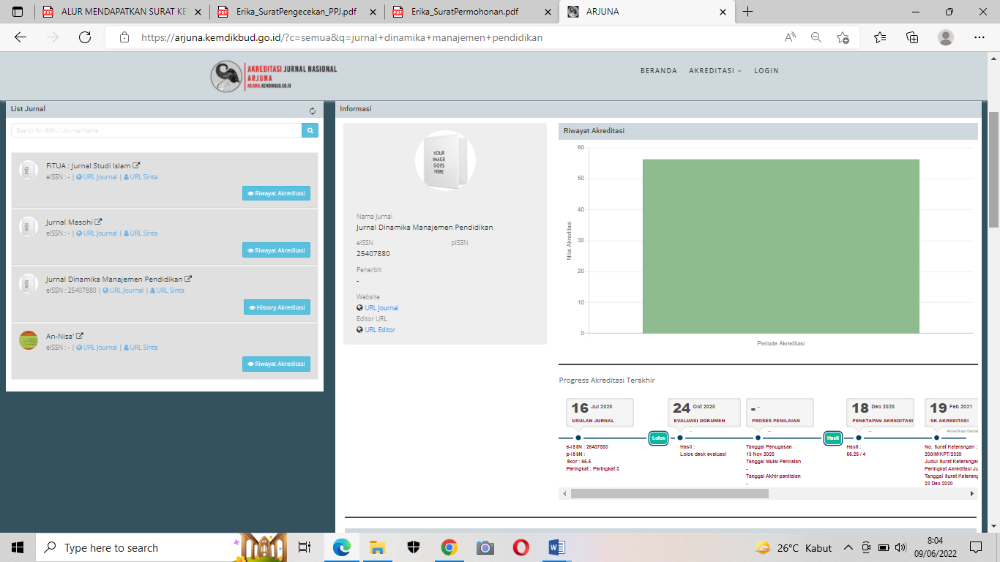 ALUR MENDAPATKAN SURAT KE
Erika_SuratPengecekan_PPJ.pdf
Erika_SuratPermohonan.pdf
ARJUNA
https://arjuna.kemdikbud.go.id/?c=semua&q=jurnal+dinamika+manajemen+pendidikan
AKREDITASI JURNAL NASIONAL
ARJUNA
ARJUNA.KEMDIKBUD.GO.ID
BERANDA AKREDITASI LOGIN
List Jurnal
Search for ISSN / Journal Name
FiTUA : Jurnal Studi Islam
eISSN : - | URL Journal | URL Sinta
Riwayat Akreditasi
Jurnal Masohi
eISSN : - | URL Journal | URL Sinta
Riwayat Akreditasi
Jurnal Dinamika Manajemen Pendidikan
eISSN : 25407880 | URL Journal | URL Sinta
History Akreditasi
An-Nisa'
eISSN : - | URL Journal | URL Sinta
Riwayat Akreditasi
Informasi
YOUR
IMAGE
GOES
HERE
Nama Jurnal
Jurnal Dinamika Manajemen Pendidikan
eISSN pISSN
25407880
Penerbit
-
Website
URL Journal
Editor URL
URL Editor
Riwayat Akreditasi
60
50
40
30
20
10
0
Nilai Akreditasi
Periode Akreditasi
Progress Akreditasi Terakhir
16 Jul 2020
USULAN JURNAL
e-ISSN : 25407880
p-ISSN :
Skor : 65.5
Peringkat : Peringkat 3
Lolos
24 Oct 2020
EVALUASI DOKUMEN
-
Hasil :
Lolos desk evaluasi
- -
PROSES PENILAIAN
--
Tanggal Penugasan
13 Nov 2020
Tanggal Mulai Penilaian
-
Tanggal Akhir penilaian
-
Hasil
18 Dec 2020
PENETAPAN AKREDITASI
--
Hasil :
56.25 / 4
19 Feb 2021
SK AKREDITASI
No. Surat Keterangan :
200/M/KPT/2020
Judul Surat Keterangan
Peringkat Akreditasi Ju
Tanggal Surat Keterang
23 Dec 2020
Type here to search
26°C Kabut
8:04
09/06/2022